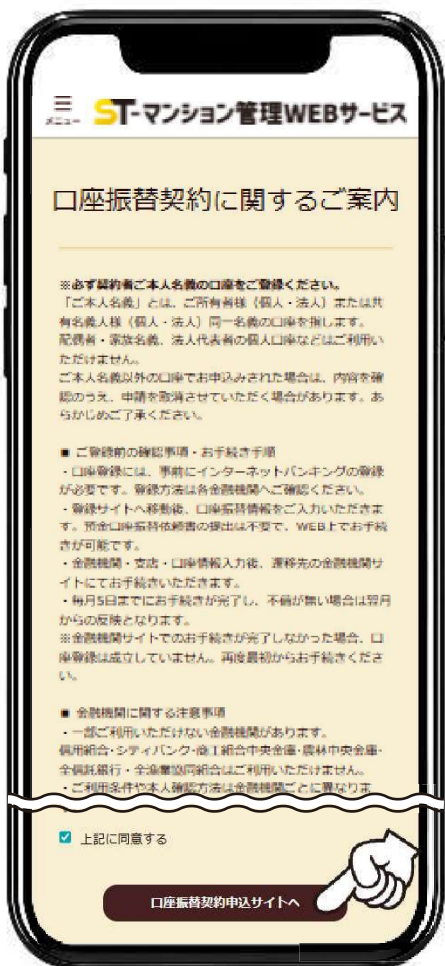 メニュー
ST-マンション管理WEBサービス
口座振替契約に関するご案内
※必ず契約者ご本人名義の口座をご登録ください。
「ご本人名義」とは、ご所有者様（個人・法人）または共
有名義人様（個人・法人）同一名義の口座を指します。
配偶者・家族名義、法人代表者の個人口座などはご利用い
ただけません。
ご本人名義以外の口座でお申込みされた場合は、内容を確
認のうえ、申請を取消させていただく場合があります。あ
らかじめご了承ください。
■ ご登録前の確認事項・お手続き手順
・口座登録には、事前にインターネットバンキングの登録
が必要です。登録方法は各金融機関へご確認ください。
・登録サイトへ移動後、口座振替情報をご入力いただきま
す。預金口座振替依頼書の提出は不要で、WEB上でお手続
きが可能です。
・金融機関・支店・口座情報入力後、遷移先の金融機関サ
イトにてお手続きいただきます。
・毎月5日までにお手続きが完了し、不備が無い場合は翌月
からの反映となります。
※金融機関サイトでのお手続きが完了しなかった場合、口
座登録は成立していません。再度最初からお手続きくださ
い。
■ 金融機関に関する注意事項
・一部ご利用いただけない金融機関があります。
信用組合・シティバンク・商工組合中央金庫・農林中央金庫・
全信託銀行・全漁業協同組合はご利用いただけません。
・ご利用条件や本人確認方法は金融機関ごとに異なりま
上記に同意する
口座振替契約申込サイトへ